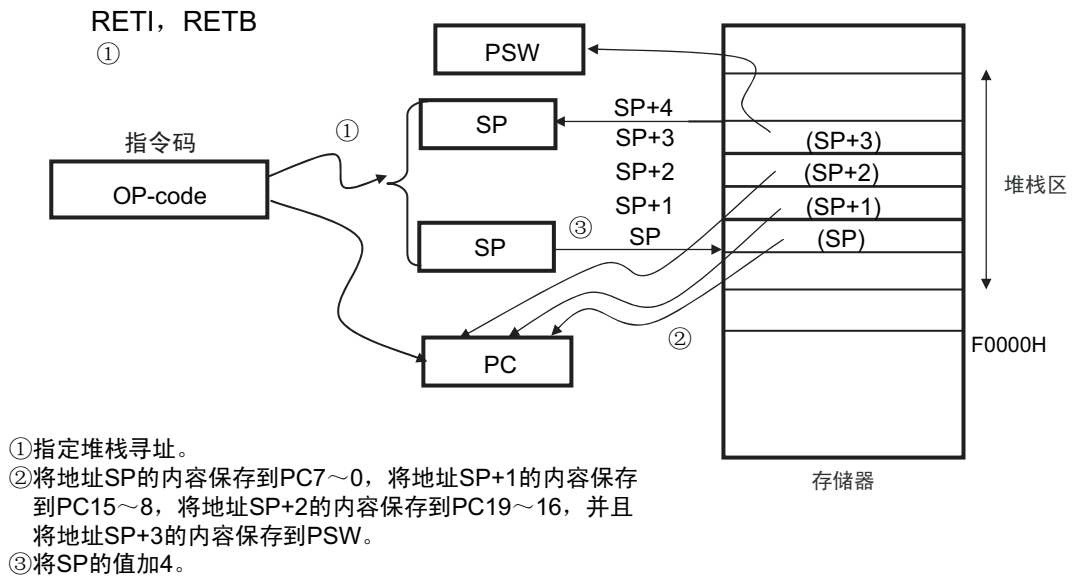 RETI，RETB
①
PSW
SP+4
SP
①
SP+3
(SP+3)
指令码
SP+2
(SP+2)
堆栈区
OP-code
SP+1
(SP+1)
③
SP
SP
(SP)
②
F0000H
PC
①指定堆栈寻址。
②将地址SP的内容保存到PC7～0，将地址SP+1的内容保存
到PC15～8，将地址SP+2的内容保存到PC19～16，并且
将地址SP+3的内容保存到PSW。
③将SP的值加4。
存储器